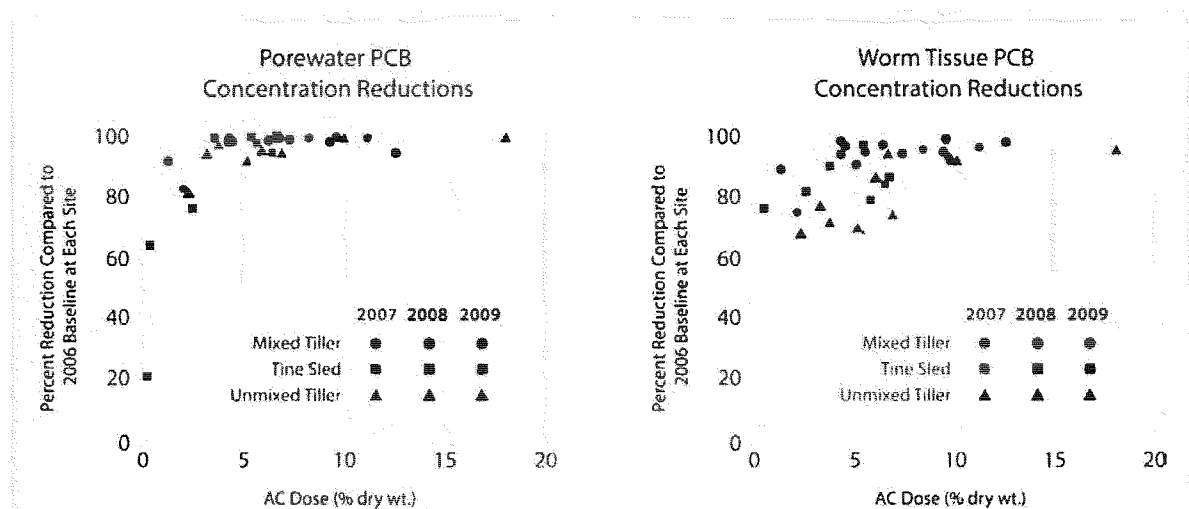 Porewater PCB
Concentration Reductions
Percent Reduction Compared to
2006 Baseline at Each Site
100
80
60
40
20
0
2007 2008 2009
Mixed Tiller
Tine Sled
Unmixed Tiller
0 5 10 15 20
AC Dose (% dry wt.)
Worm Tissue PCB
Concentration Reductions
Percent Reduction Compared to
2006 Baseline at Each Site
100
80
60
40
20
0
2007 2008 2009
Mixed Tiller
Tine Sled
Unmixed Tiller
0 5 10 15 20
AC Dose (% dry wt.)